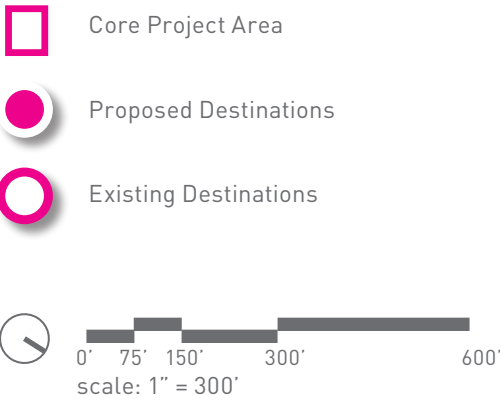 Core Project Area
Proposed Destinations
Existing Destinations
0’ 75’ 150’ 300’ 600’
scale: 1” = 300’